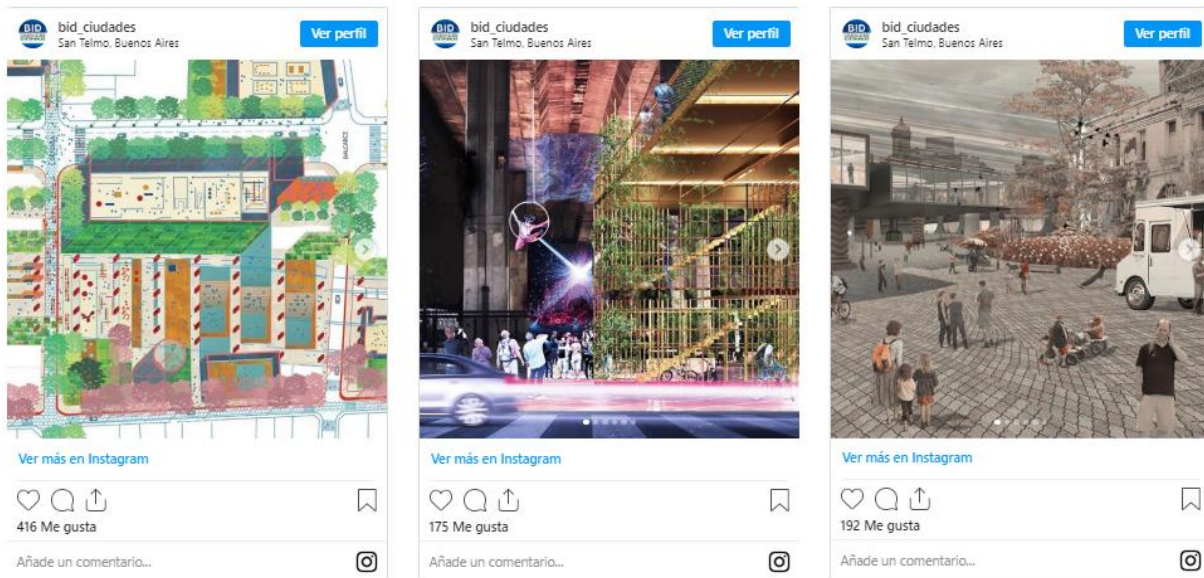 BID
bid_ciudades
San Telmo, Buenos Aires
Ver perfil
BALCARCE
Ver más en Instagram
416 Me gusta
Añade un comentario...
BID
bid_ciudades
San Telmo, Buenos Aires
Ver perfil
Ver más en Instagram
175 Me gusta
Añade un comentario...
BID
bid_ciudades
San Telmo, Buenos Aires
Ver perfil
Ver más en Instagram
192 Me gusta
Añade un comentario...